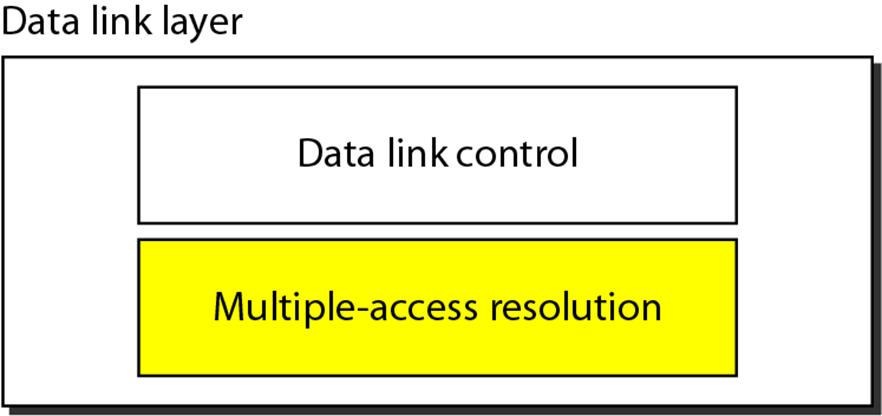 Data link layer
Data link control
Multiple-access resolution